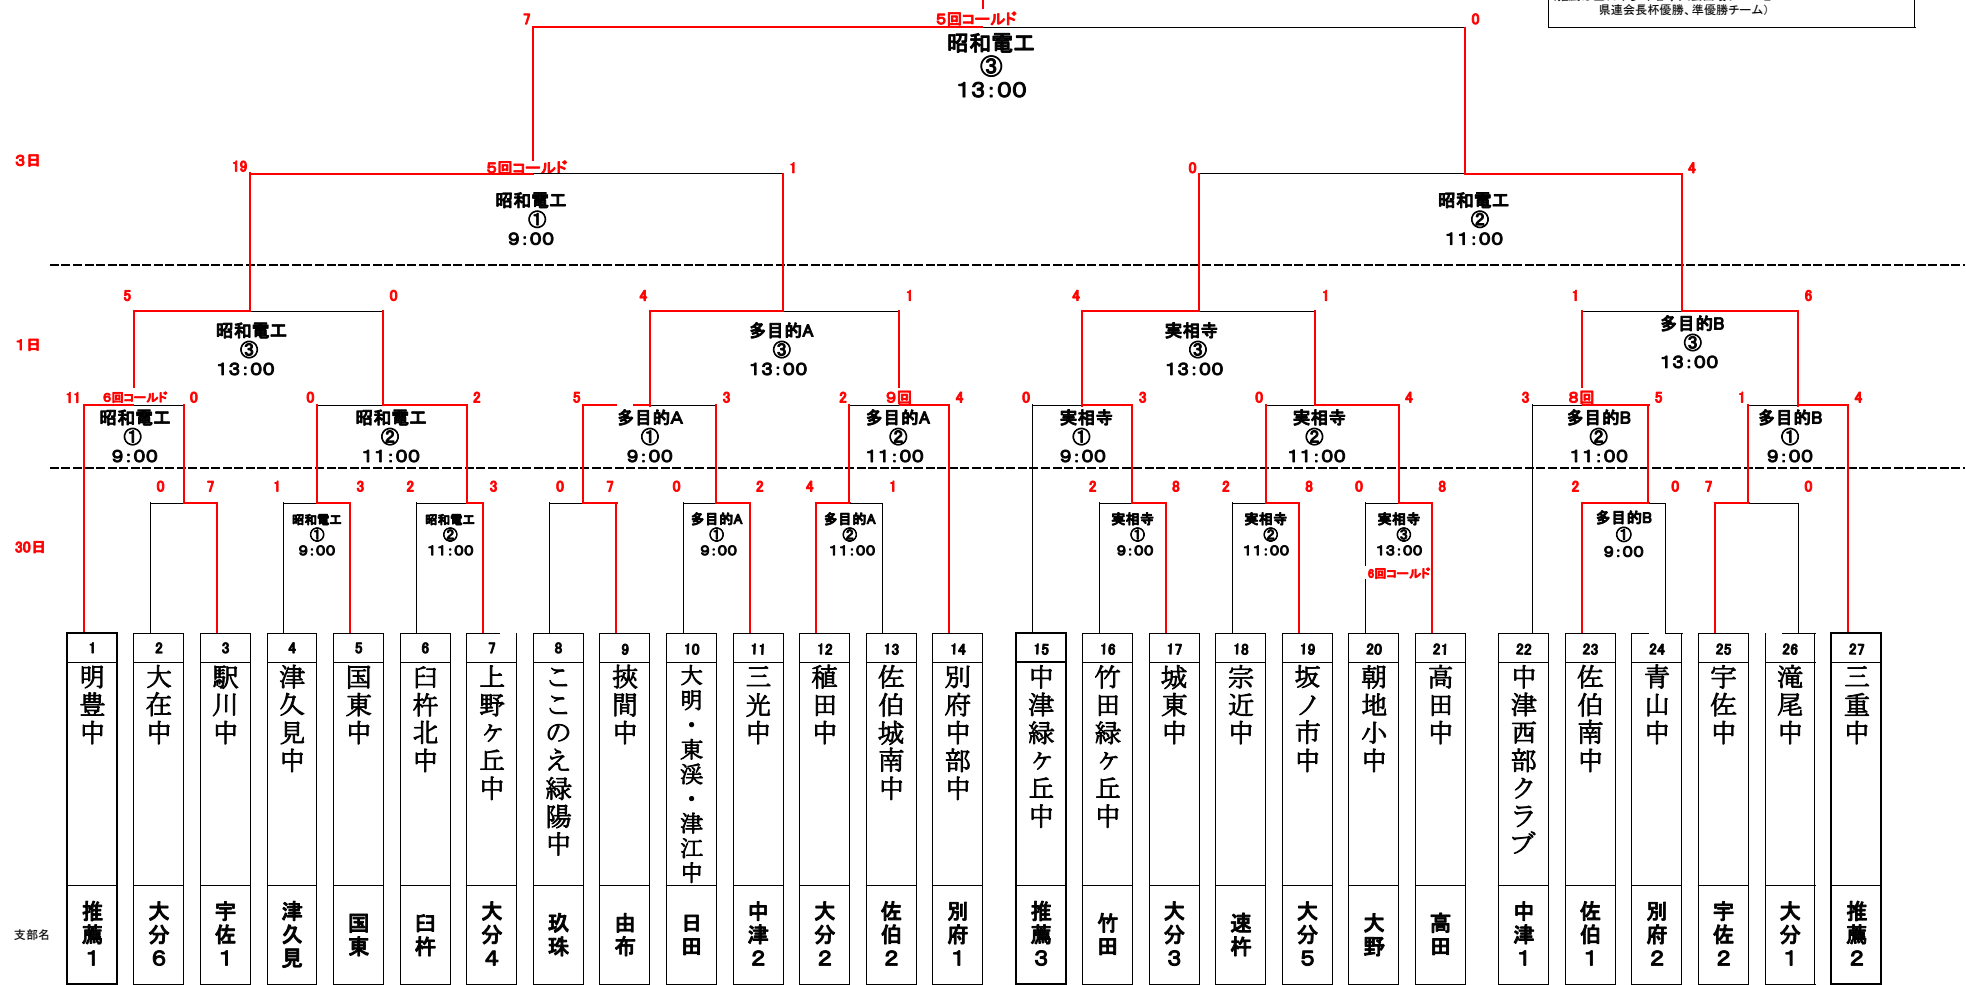 県連会長杯優勝、準優勝チーム）
7 5回コールド 0
昭和電工
③
13：00
3日
19 5回コールド 1
0 4
昭和電工
①
9：00
昭和電工
②
11：00
5 0 4 1 4 1 1 6
1日
昭和電工
③
13：00
多目的A
③
13：00
実相寺
③
13：00
多目的B
③
13：00
11 6回コールド 0 0 2 5 3 2 9回 4 0 3 0 4 3 8回 5 1 4
昭和電工
①
9：00
昭和電工
②
11：00
多目的A
①
9：00
多目的A
②
11：00
実相寺
①
9：00
実相寺
②
11：00
多目的B
②
11：00
多目的B
①
9：00
0 7 1 3 2 3 0 7 0 2 4 1 2 8 2 8 0 8 2 0 7 0
30日
昭和電工
①
9：00
昭和電工
②
11：00
多目的A
①
9：00
多目的A
②
11：00
実相寺
①
9：00
実相寺
②
11：00
実相寺
③
13：00
6回コールド
多目的B
①
9：00
1 2 3 4 5 6 7 8 9 10 11 12 13 14 15 16 17 18 19 20 21 22 23 24 25 26 27
明豊中
大在中
駅川中
津久見中
国東中
臼杵北中
上野ヶ丘中
ここのえ緑陽中
挾間中
大明・東渓・津江中
三光中
稙田中
佐伯城南中
別府中部中
中津緑ヶ丘中
竹田緑ヶ丘中
城東中
宗近中
坂ノ市中
朝地小中
高田中
中津西部クラブ
佐伯南中
青山中
宇佐中
滝尾中
三重中
支部名
推薦1
大分6
宇佐1
津久見
国東
臼杵
大分4
玖珠
由布
日田
中津2
大分2
佐伯2
別府1
推薦3
竹田
大分3
速杵
大分5
大野
高田
中津1
佐伯1
別府2
宇佐2
大分1
推薦2